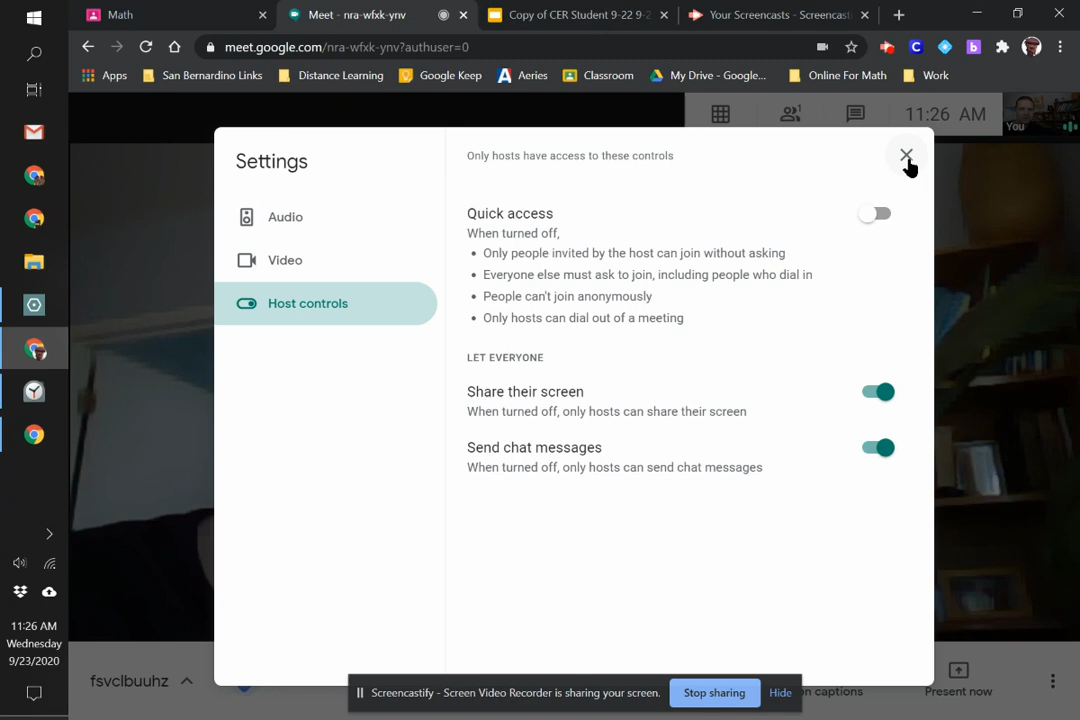 Math
Meet - nra-wfxk-ynv
Copy of CER Student 9-22 9-2
Your Screencasts - Screencast
meet.google.com/nra-wfxk-ynv?authuser=0
Apps
San Bernardino Links
Distance Learning
Google Keep
Aeries
Classroom
My Drive - Google...
Online For Math
Work
11:26 AM
You
Settings
Only hosts have access to these controls
Audio
Video
Host controls
Quick access
When turned off,
• Only people invited by the host can join without asking
• Everyone else must ask to join, including people who dial in
• People can't join anonymously
• Only hosts can dial out of a meeting
LET EVERYONE
Share their screen
When turned off, only hosts can share their screen
Send chat messages
When turned off, only hosts can send chat messages
11:26 AM
Wednesday
9/23/2020
fsvclbuuhz
Screencastify - Screen Video Recorder is sharing your screen.
Stop sharing
Hide
on captions
Present now